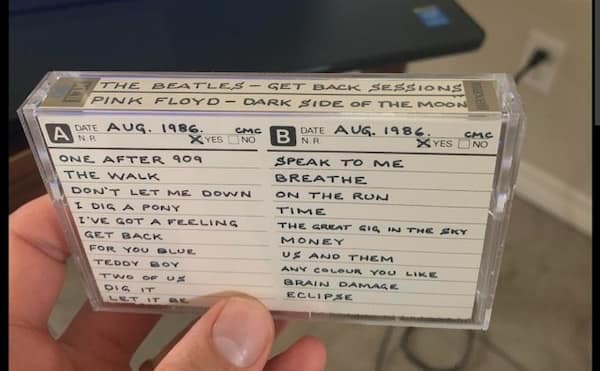 THE BEATLES - GET BACK SESSIONS
PINK FLOYD - DARK SIDE OF THE MOON
A DATE AUG. 1986. CMC
N.R. YES NO
ONE AFTER 909
THE WALK
DON'T LET ME DOWN
I DIG A PONY
I'VE GOT A FEELING
GET BACK
FOR YOU BLUE
TEDDY BOY
TWO OF US
DIG IT
LET IT BE
B DATE AUG. 1986. CMC
N.R. YES NO
SPEAK TO ME
BREATHE
ON THE RUN
TIME
THE GREAT GIG IN THE SKY
MONEY
US AND THEM
ANY COLOUR YOU LIKE
BRAIN DAMAGE
ECLIPSE